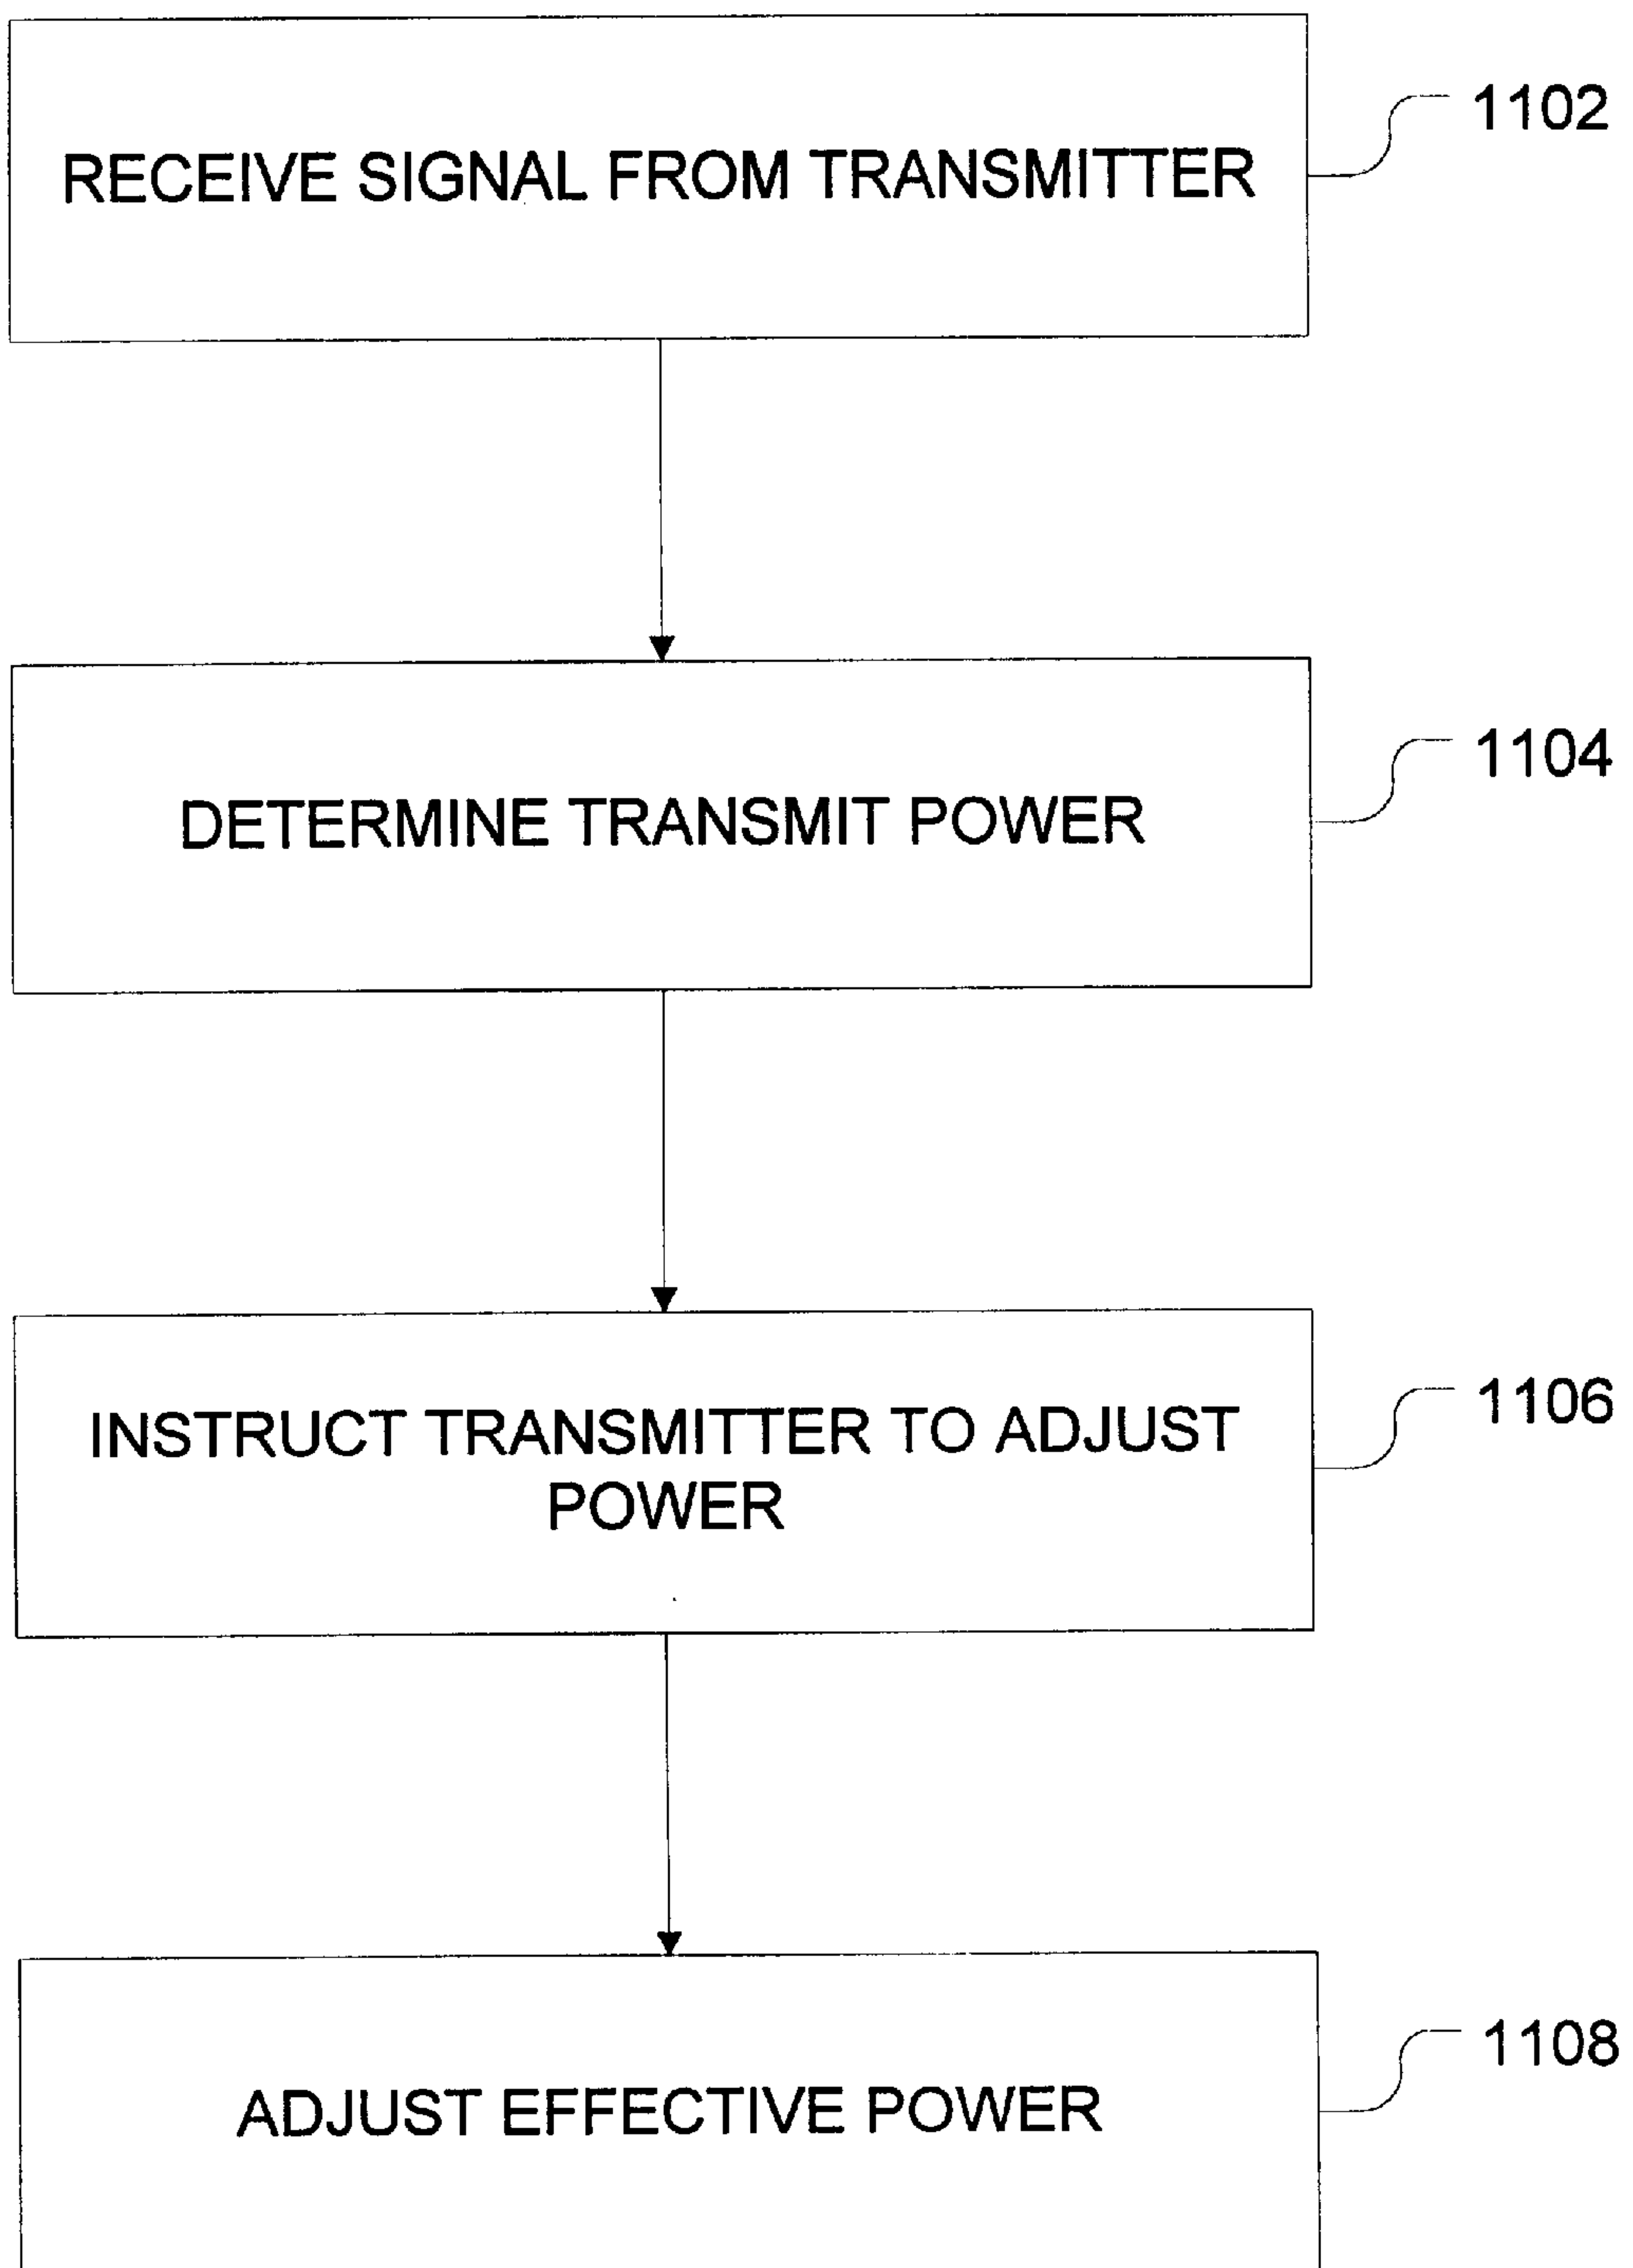 RECEIVE SIGNAL FROM TRANSMITTER
1102
DETERMINE TRANSMIT POWER
1104
INSTRUCT TRANSMITTER TO ADJUST
POWER
1106
ADJUST EFFECTIVE POWER
1108